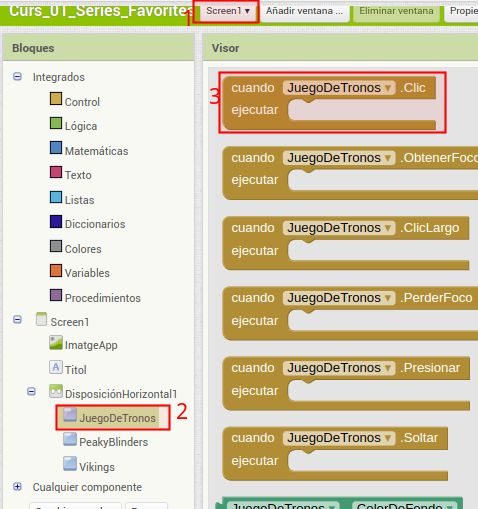 Curs_01_Series_Favorites
1
Screen1 ▾
Añadir ventana ...
Eliminar ventana
Propie
Bloques
Visor
Integrados
Control
Lógica
Matemáticas
Texto
Listas
Diccionarios
Colores
Variables
Procedimientos
Screen1
ImatgeApp
Titol
DisposiciónHorizontal1
JuegoDeTronos
2
PeakyBlinders
Vikings
Cualquier componente
3
cuando JuegoDeTronos ▾ .Clic
ejecutar
cuando JuegoDeTronos ▾ .ObtenerFoco
ejecutar
cuando JuegoDeTronos ▾ .ClicLargo
ejecutar
cuando JuegoDeTronos ▾ .PerderFoco
ejecutar
cuando JuegoDeTronos ▾ .Presionar
ejecutar
cuando JuegoDeTronos ▾ .Soltar
ejecutar
JuegoDeTronos ▾ . ColorDeFondo ▾